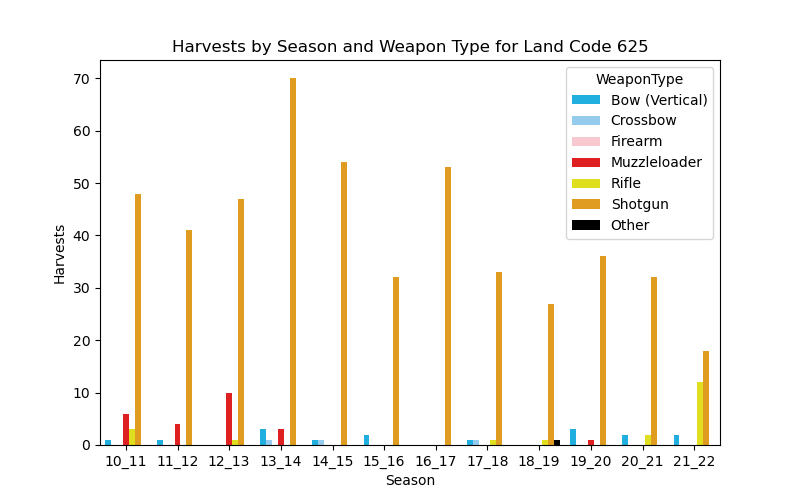 Harvests by Season and Weapon Type for Land Code 625
WeaponType
Bow (Vertical)
Crossbow
Firearm
Muzzleloader
Rifle
Shotgun
Other
Harvests
70
60
50
40
30
20
10
0
10_11 11_12 12_13 13_14 14_15 15_16 16_17 17_18 18_19 19_20 20_21 21_22
Season